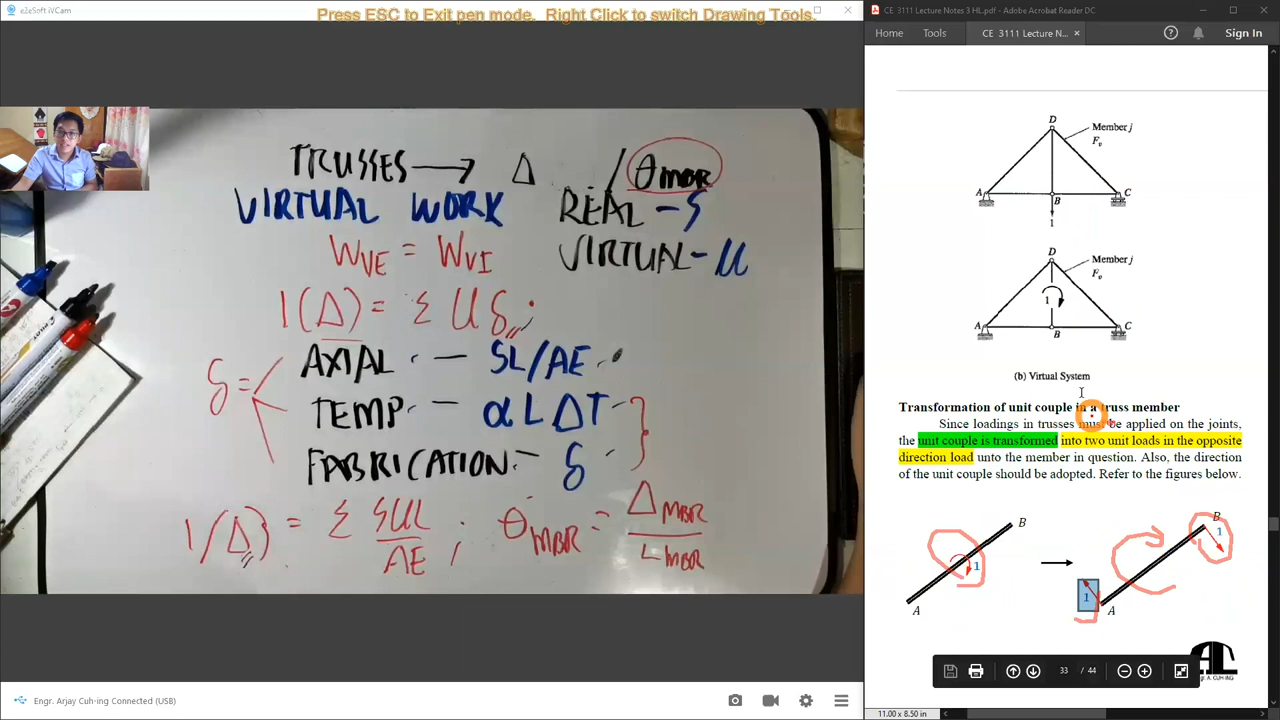 e2eSoft iVCam
Press ESC to Exit pen mode. Right Click to switch Drawing Tools.
TRUSSES → Δ / θMBR
VIRTUAL WORK REAL - S
WVE = WVI VIRTUAL - U
1(Δ) = Σ U δ;
δ = AXIAL. — SL/AE.
TEMP. — αLΔT
FABRICATION. — δ
1(Δ) = Σ SUL/AE ; θMBR = ΔMBR/LMBR
Engr. Arjay Cuh-ing Connected (USB)
CE 3111 Lecture Notes 3 HL.pdf - Adobe Acrobat Reader DC
Home Tools CE 3111 Lecture N... × Sign In
D
Member j
Fv
A B C
1
D
Member j
Fv
1
A B C
(b) Virtual System
Transformation of unit couple in a truss member
Since loadings in trusses must be applied on the joints,
the unit couple is transformed into two unit loads in the opposite
direction load unto the member in question. Also, the direction
of the unit couple should be adopted. Refer to the figures below.
B B
1 1
1
A A
33 / 44
gr. A. CUH-ING
11.00 x 8.50 in